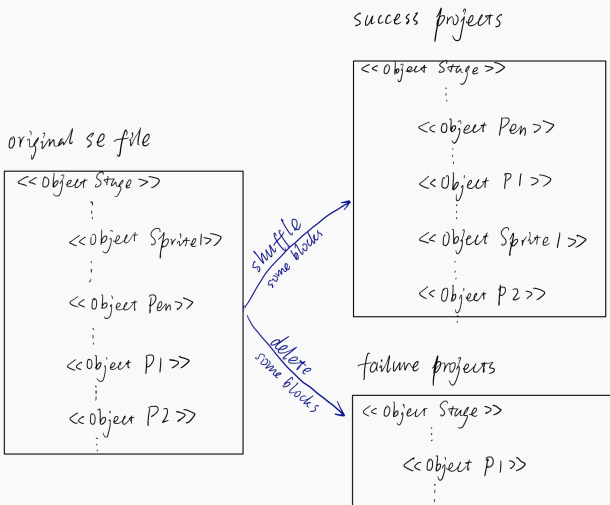 original se file
<<Object Stage>>
<<Object Sprite1>>
<<Object Pen>>
<<Object P1>>
<<Object P2>>
shuffle
some blocks
delete
some blocks
success projects
<<Object Stage>>
<<Object Pen>>
<<Object P1>>
<<Object Sprite1>>
<<Object P2>>
failure projects
<<Object Stage>>
<<Object P1>>